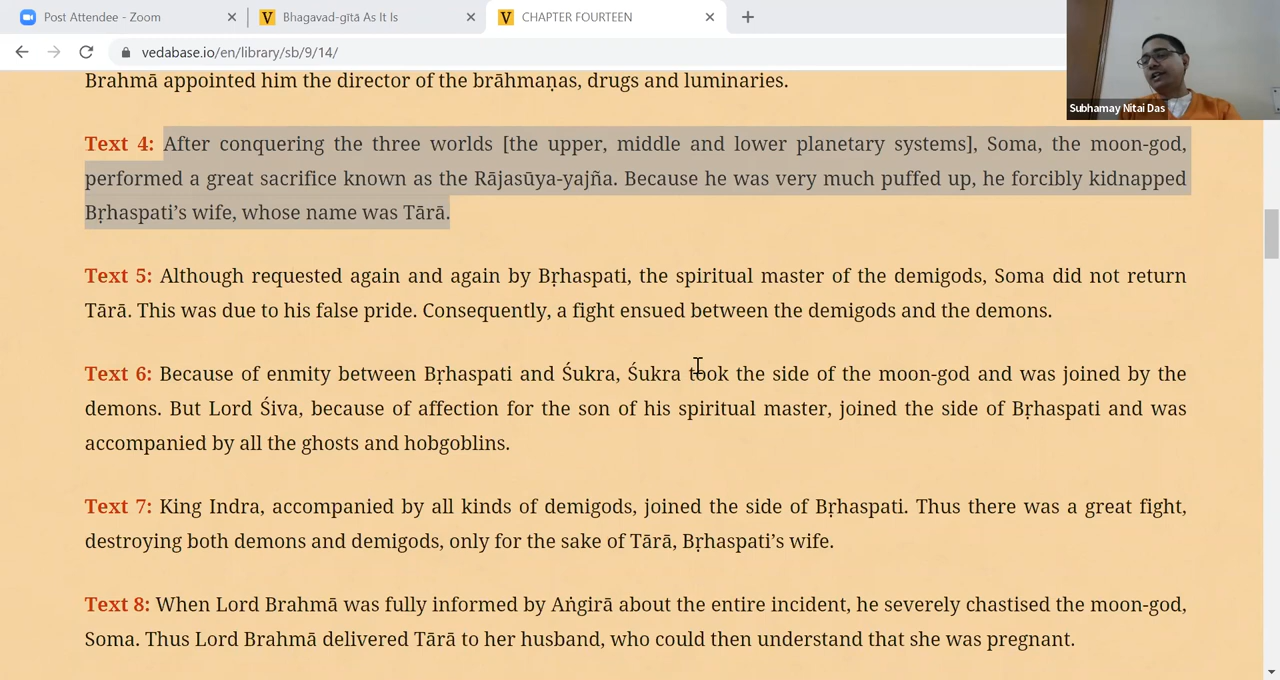 Post Attendee - Zoom
Bhagavad-gītā As It Is
CHAPTER FOURTEEN
vedabase.io/en/library/sb/9/14/
Subhamay Nitai Das
Brahmā appointed him the director of the brāhmaṇas, drugs and luminaries.
Text 4: After conquering the three worlds [the upper, middle and lower planetary systems], Soma, the moon-god,
performed a great sacrifice known as the Rājasūya-yajña. Because he was very much puffed up, he forcibly kidnapped
Bṛhaspati’s wife, whose name was Tārā.
Text 5: Although requested again and again by Bṛhaspati, the spiritual master of the demigods, Soma did not return
Tārā. This was due to his false pride. Consequently, a fight ensued between the demigods and the demons.
Text 6: Because of enmity between Bṛhaspati and Śukra, Śukra took the side of the moon-god and was joined by the
demons. But Lord Śiva, because of affection for the son of his spiritual master, joined the side of Bṛhaspati and was
accompanied by all the ghosts and hobgoblins.
Text 7: King Indra, accompanied by all kinds of demigods, joined the side of Bṛhaspati. Thus there was a great fight,
destroying both demons and demigods, only for the sake of Tārā, Bṛhaspati’s wife.
Text 8: When Lord Brahmā was fully informed by Aṅgirā about the entire incident, he severely chastised the moon-god,
Soma. Thus Lord Brahmā delivered Tārā to her husband, who could then understand that she was pregnant.